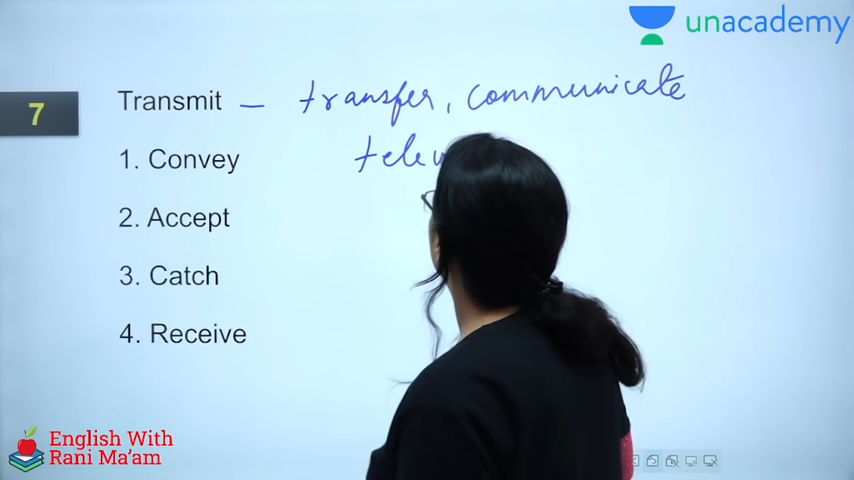 unacademy
7
Transmit – transfer, communicate
1. Convey
2. Accept
3. Catch
4. Receive
English With
Rani Ma'am